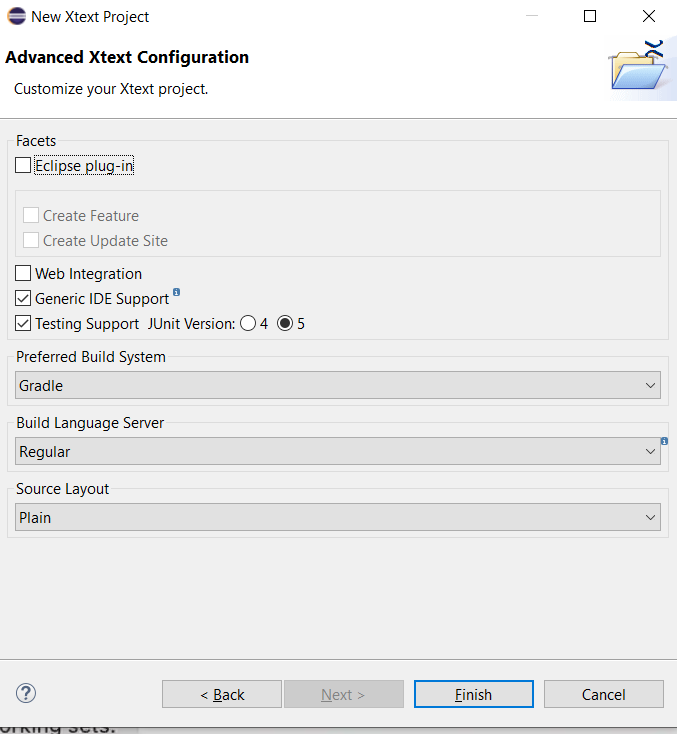 New Xtext Project
Advanced Xtext Configuration
Customize your Xtext project.
Facets
Eclipse plug-in
Create Feature
Create Update Site
Web Integration
Generic IDE Support
Testing Support JUnit Version: 4 5
Preferred Build System
Gradle
Build Language Server
Regular
Source Layout
Plain
< Back Next > Finish Cancel
orking sets.